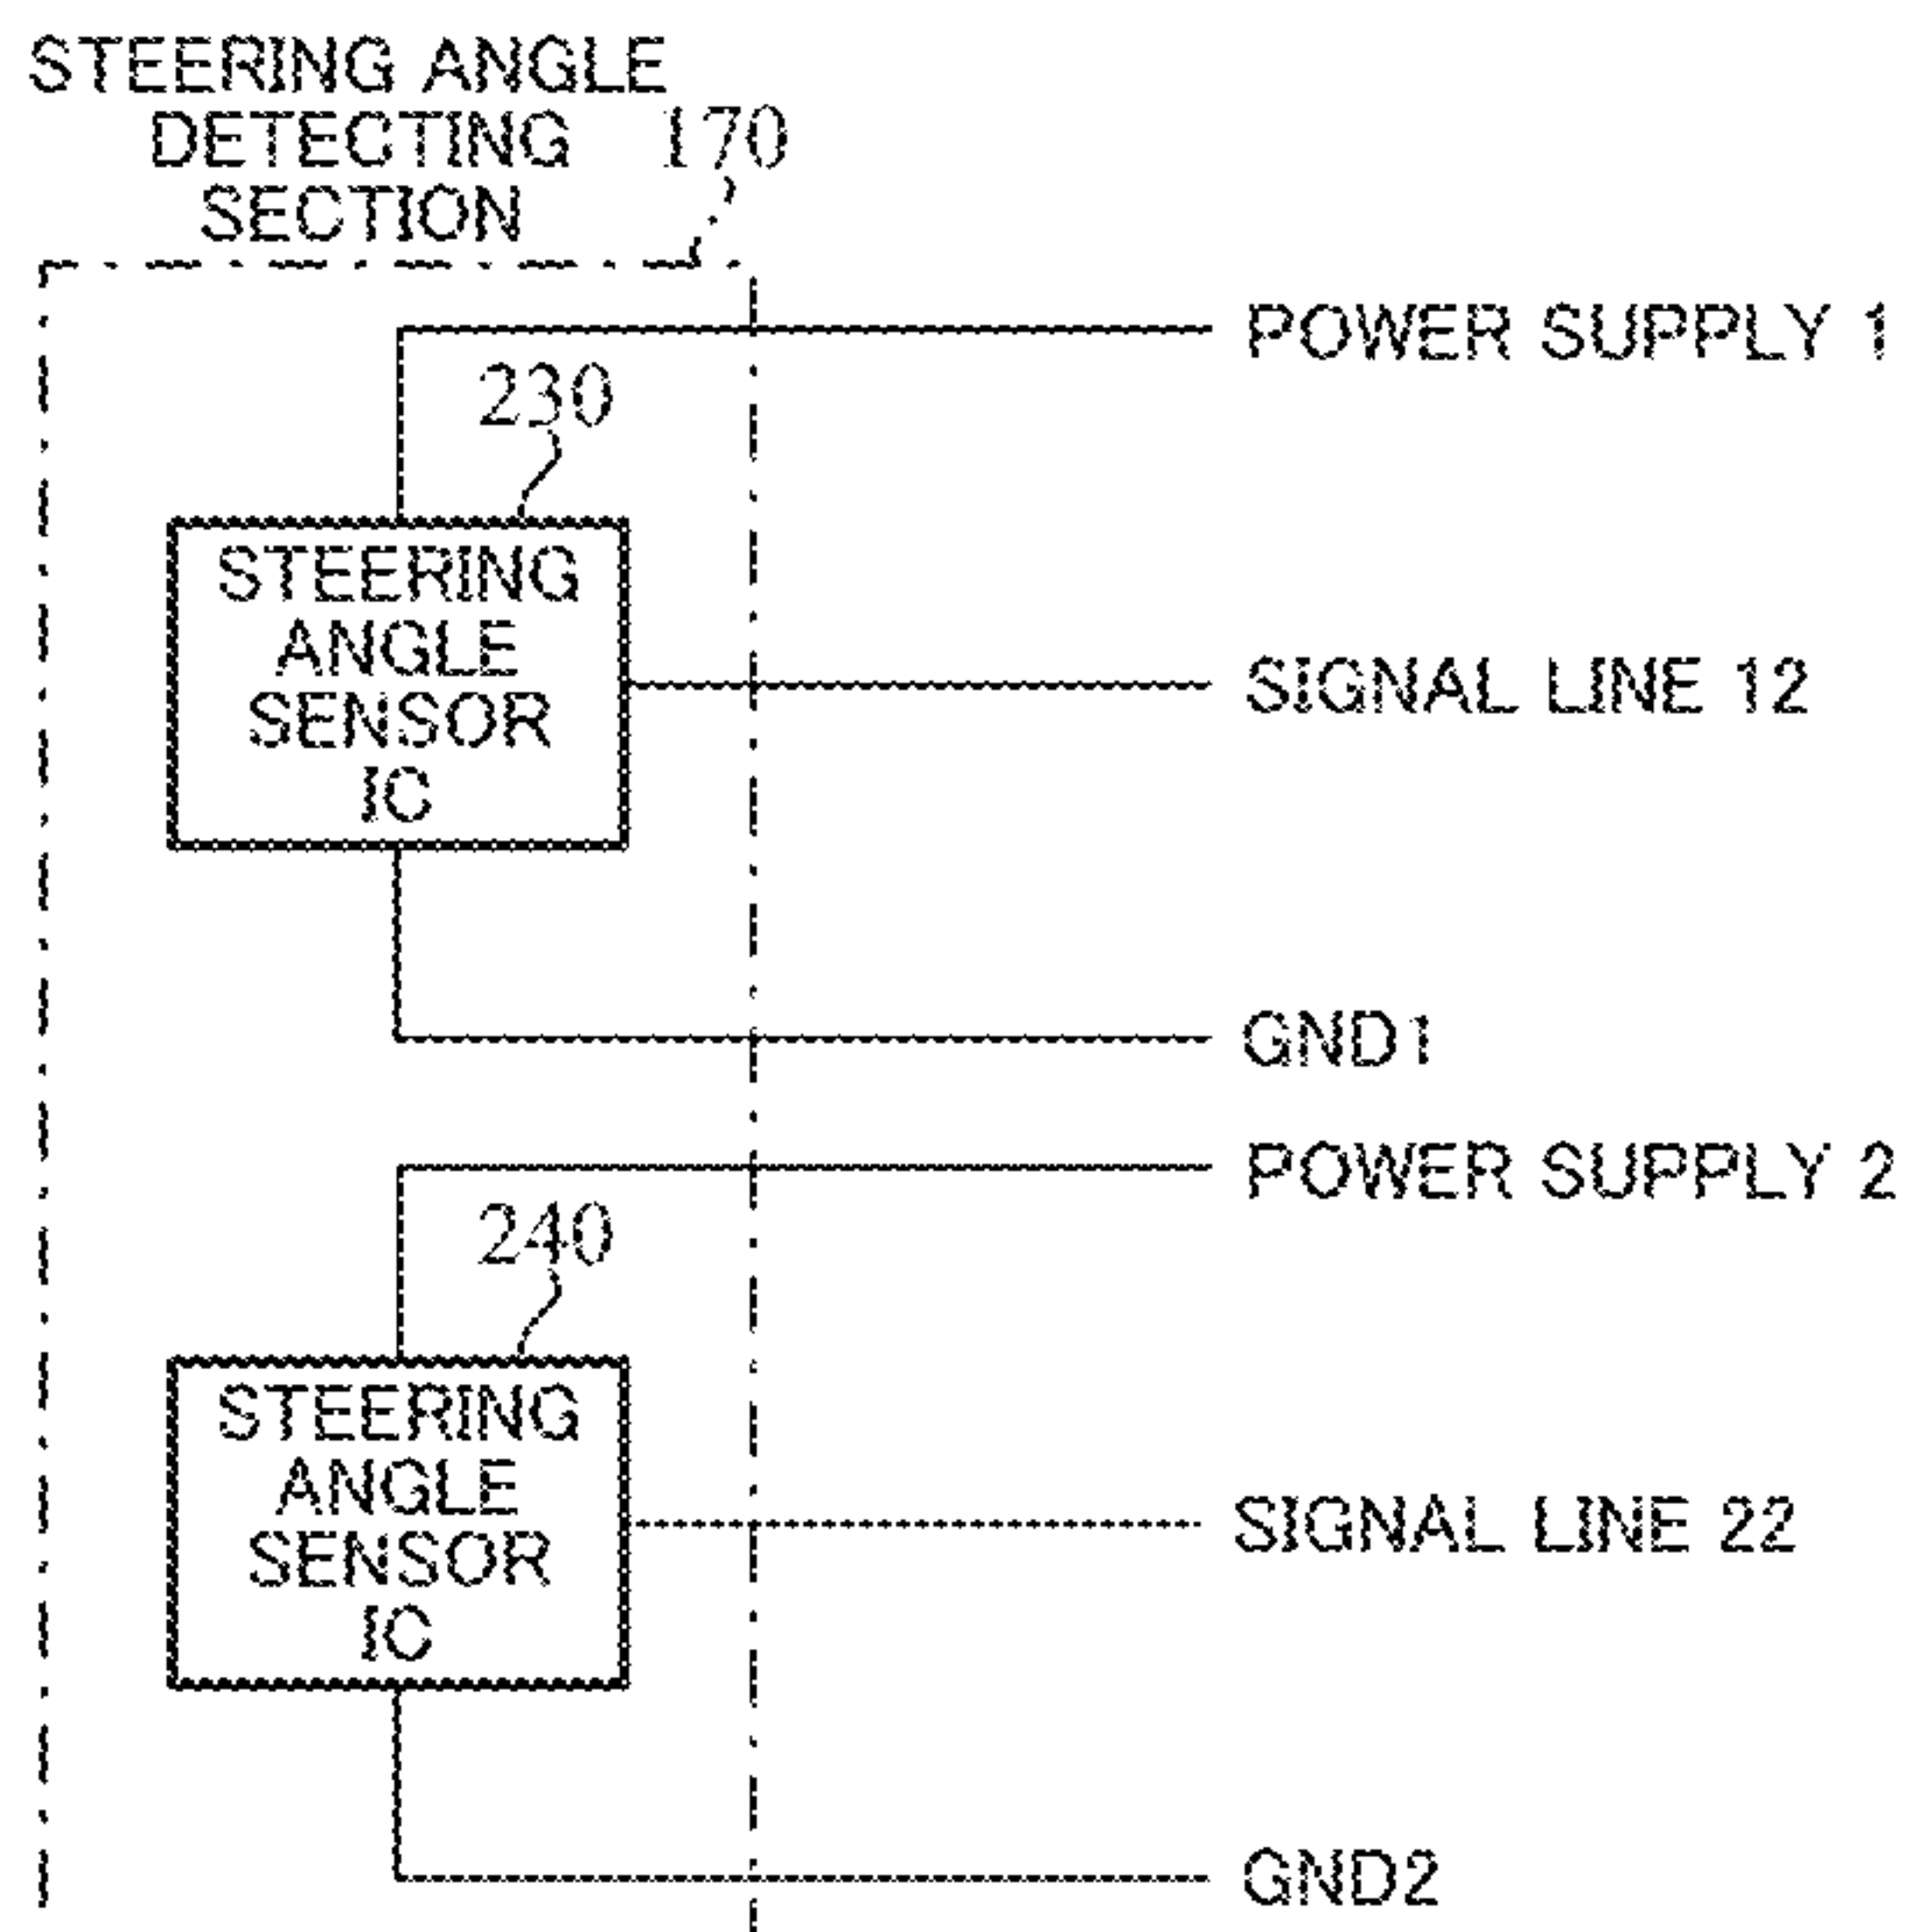 STEERING ANGLE
DETECTING 170
SECTION
POWER SUPPLY 1
230
STEERING
ANGLE
SENSOR
IC
SIGNAL LINE 12
GND1
POWER SUPPLY 2
240
STEERING
ANGLE
SENSOR
IC
SIGNAL LINE 22
GND2